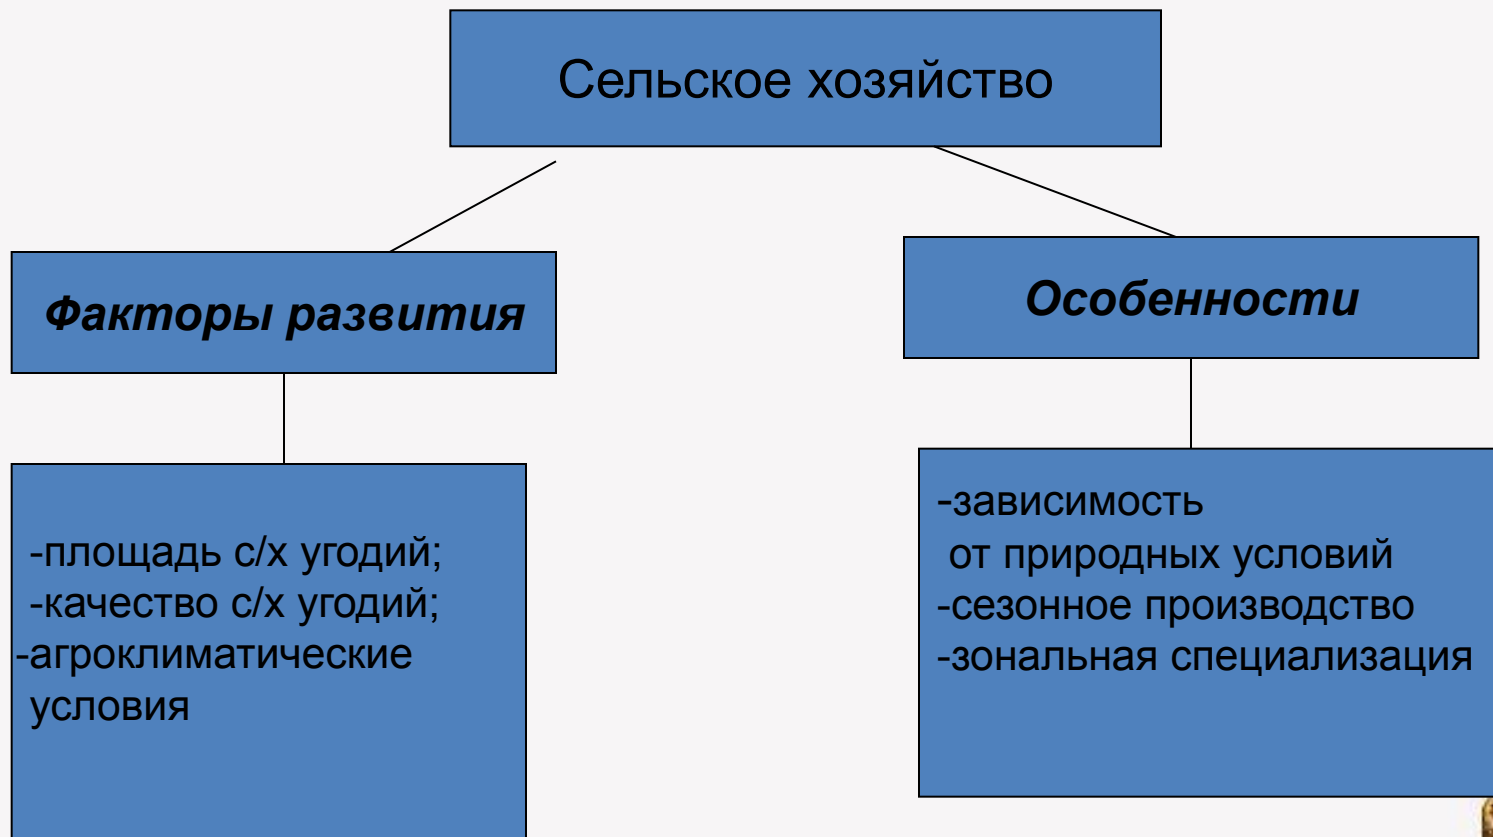 Сельское хозяйство
Факторы развития
Особенности
-площадь с/х угодий;
-качество с/х угодий;
-агроклиматические
условия
-зависимость
от природных условий
-сезонное производство
-зональная специализация